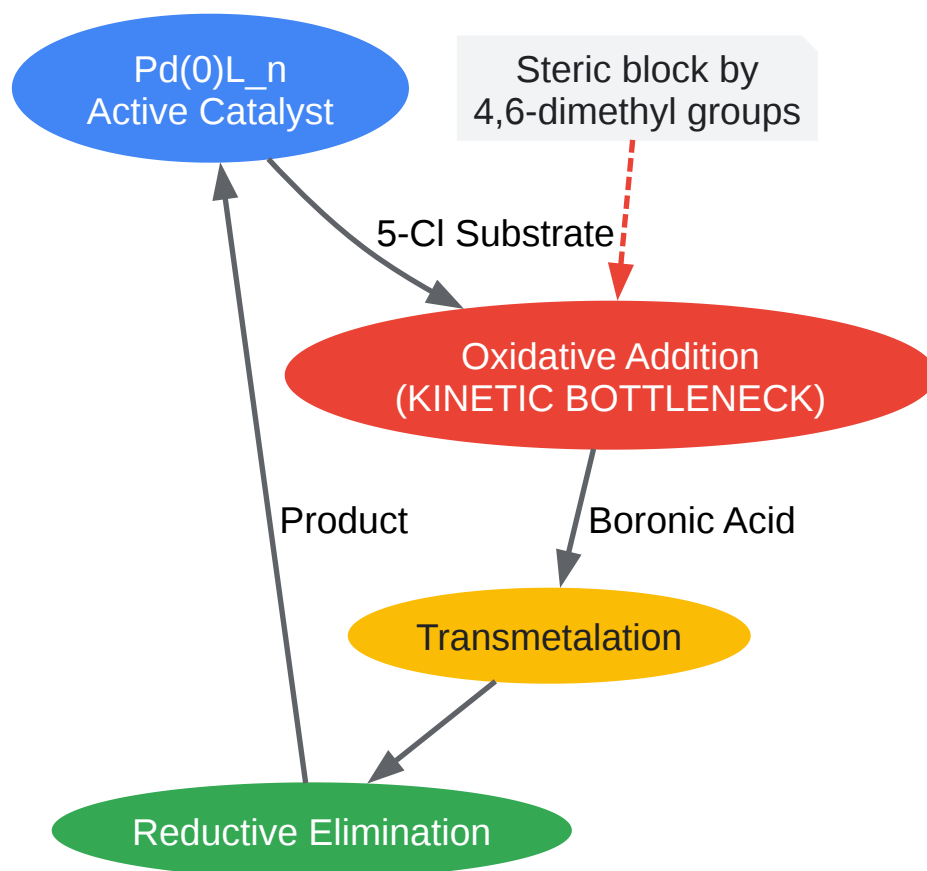 Pd(0)L_n
Active Catalyst
Steric block by
4,6-dimethyl groups
5-Cl Substrate
Oxidative Addition
(KINETIC BOTTLENECK)
Product
Boronic Acid
Transmetalation
Reductive Elimination